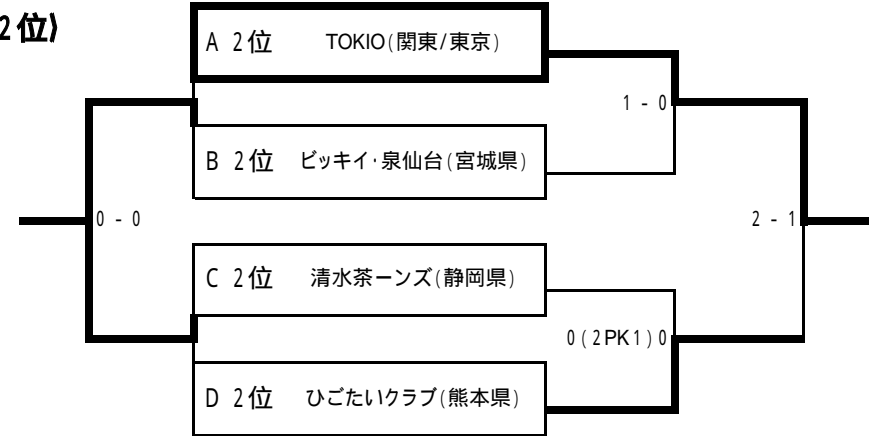 2位)
A 2位 TOKIO(関東/東京)
1 - 0
B 2位 ビッキイ・泉仙台(宮城県)
0 - 0
2 - 1
C 2位 清水茶ーンズ(静岡県)
0(2PK1)0
D 2位 ひごたいクラブ(熊本県)